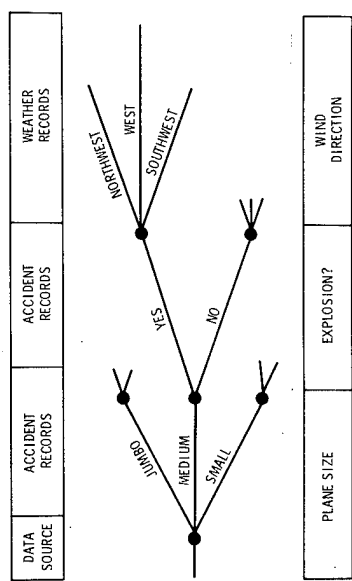 DATA
SOURCE
ACCIDENT
RECORDS
ACCIDENT
RECORDS
WEATHER
RECORDS
JUMBO
MEDIUM
SMALL
YES
NO
NORTHWEST
WEST
SOUTHWEST
PLANE SIZE
EXPLOSION?
WIND
DIRECTION